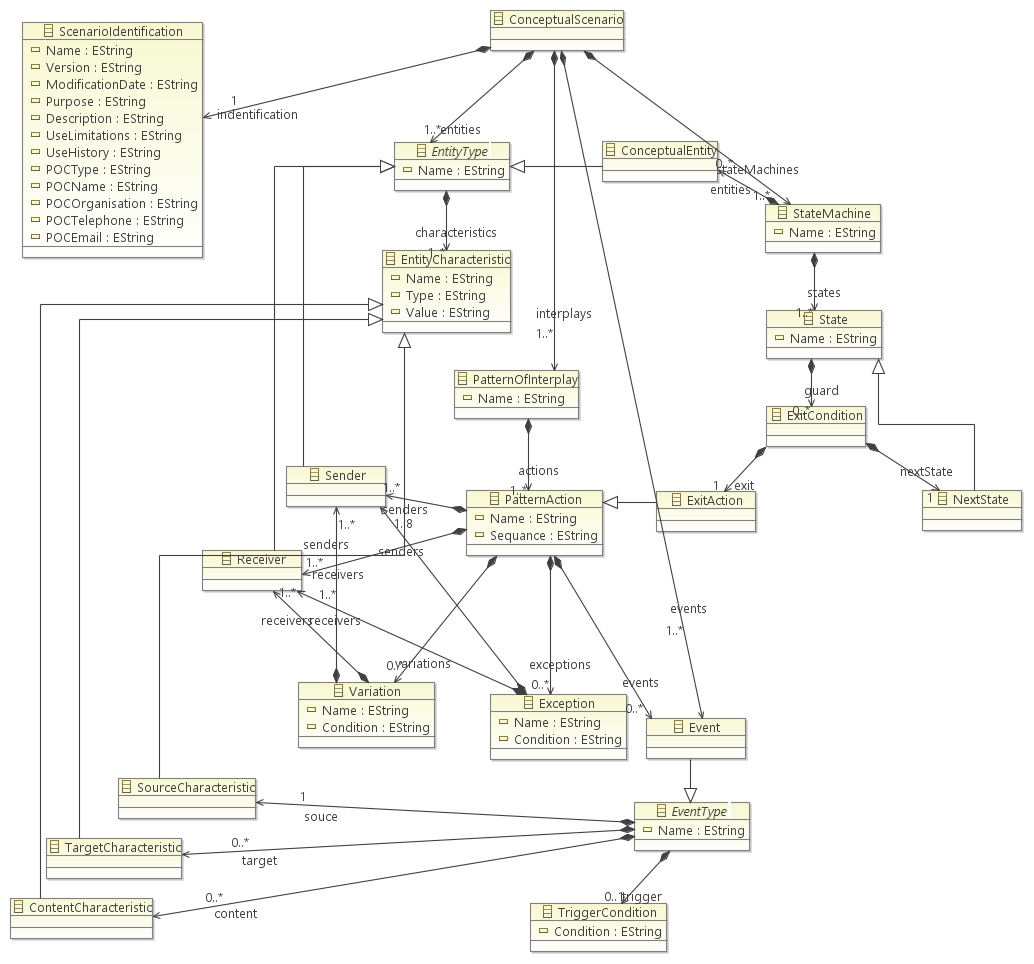 ConceptualScenario
ScenarioIdentification
Name : EString
Version : EString
ModificationDate : EString
Purpose : EString
Description : EString
UseLimitations : EString
UseHistory : EString
POCType : EString
POCName : EString
POCOrganisation : EString
POCTelephone : EString
POCEmail : EString
1
indentification
1..*
entities
EntityType
Name : EString
ConceptualEntity
0..*
stateMachines
entities
1..*
StateMachine
Name : EString
characteristics
1..*
EntityCharacteristic
Name : EString
Type : EString
Value : EString
states
1..*
State
Name : EString
interplays
1..*
PatternOfInterplay
Name : EString
guard
0..*
ExitCondition
actions
1..*
nextState
1
exit
1
NextState
ExitAction
Sender
1..*
senders
PatternAction
Name : EString
Sequance : EString
1..*
1..8
senders
senders
Receiver
1..*
receivers
1..*
1..*
receivers
receivers
events
1..*
0..*
variations
exceptions
0..*
events
0..*
Variation
Name : EString
Condition : EString
Exception
Name : EString
Condition : EString
Event
SourceCharacteristic
1
souce
EventType
Name : EString
TargetCharacteristic
0..*
target
ContentCharacteristic
0..*
content
0..1
trigger
TriggerCondition
Condition : EString